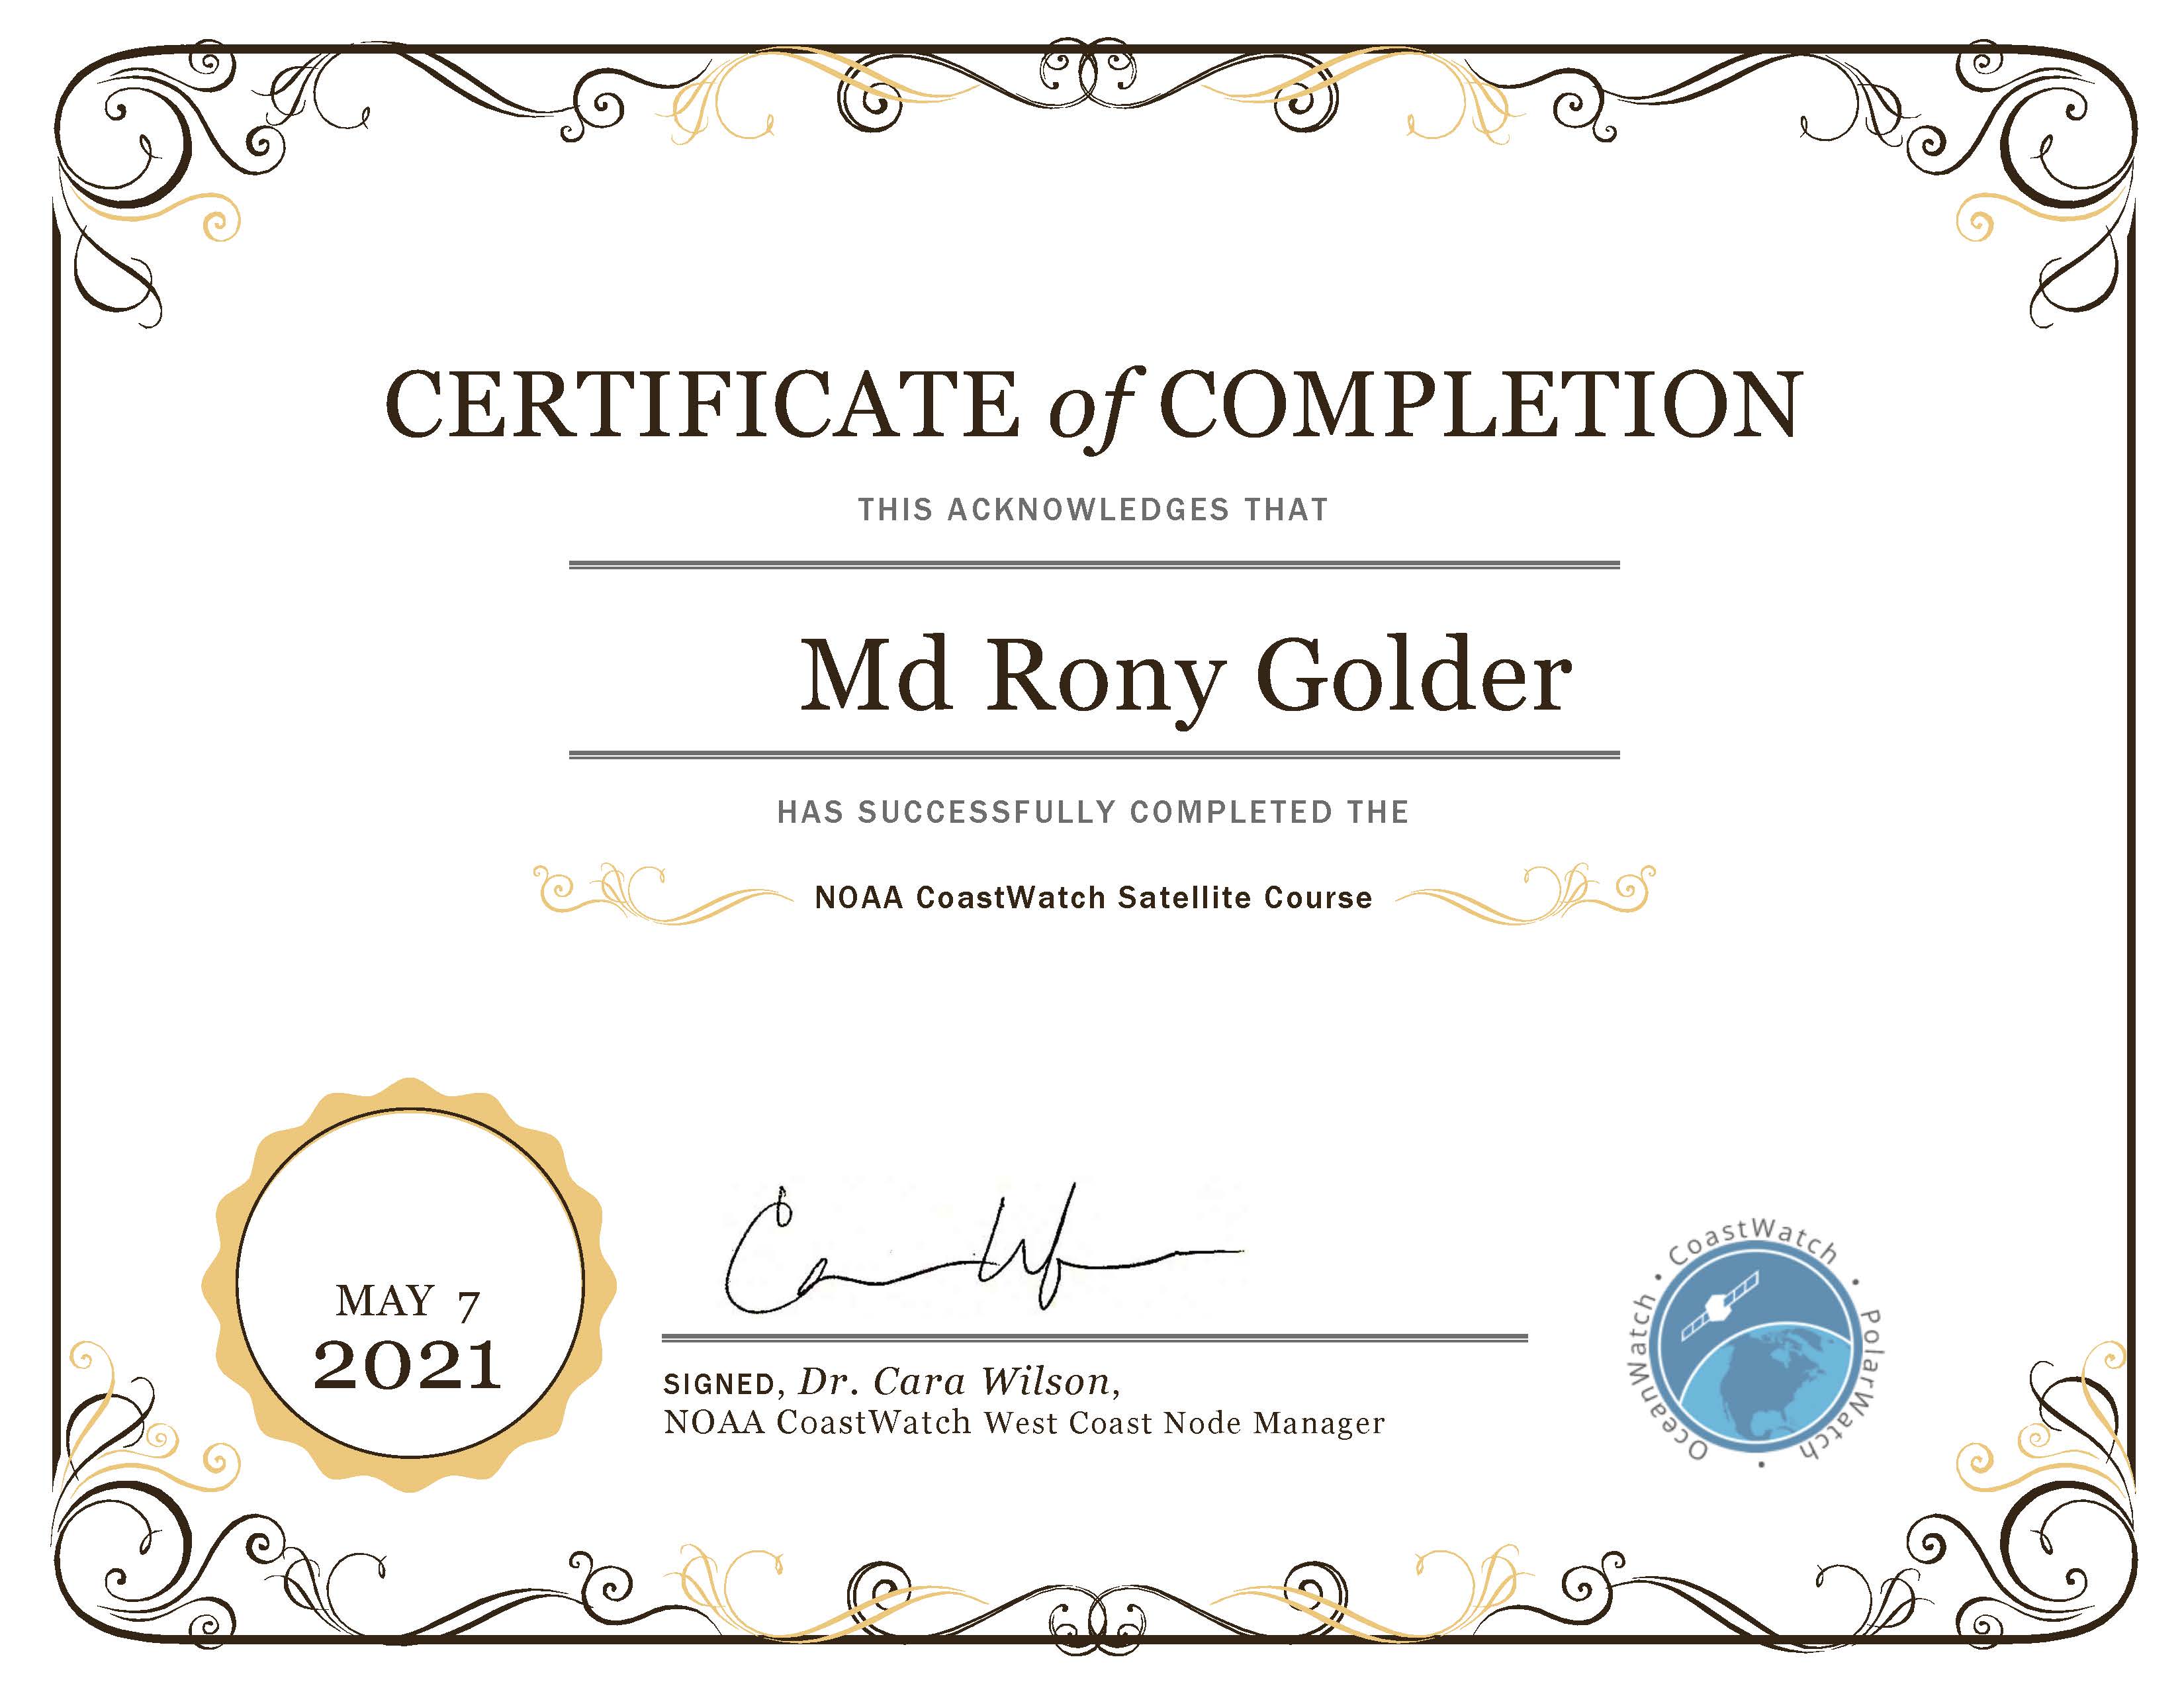 CERTIFICATE of COMPLETION
THIS ACKNOWLEDGES THAT
Md Rony Golder
HAS SUCCESSFULLY COMPLETED THE
NOAA CoastWatch Satellite Course
MAY 7
2021
SIGNED, Dr. Cara Wilson,
NOAA CoastWatch West Coast Node Manager
CoastWatch • PolarWatch • OceanWatch •